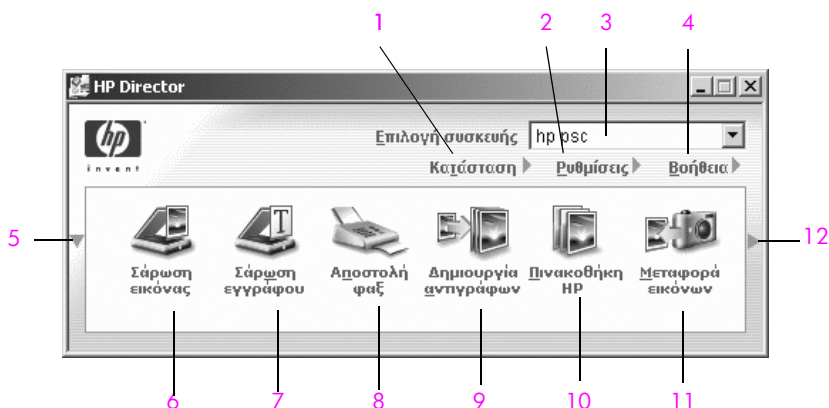 1 2 3 4
HP Director
hp
invent
Επιλογή συσκευής hp psc
Κατάσταση Ρυθμίσεις Βοήθεια
5 12
Σάρωση εικόνας
Σάρωση εγγράφου
Αποστολή φαξ
Δημιουργία αντιγράφων
Πινακοθήκη HP
Μεταφορά εικόνων
6 7 8 9 10 11